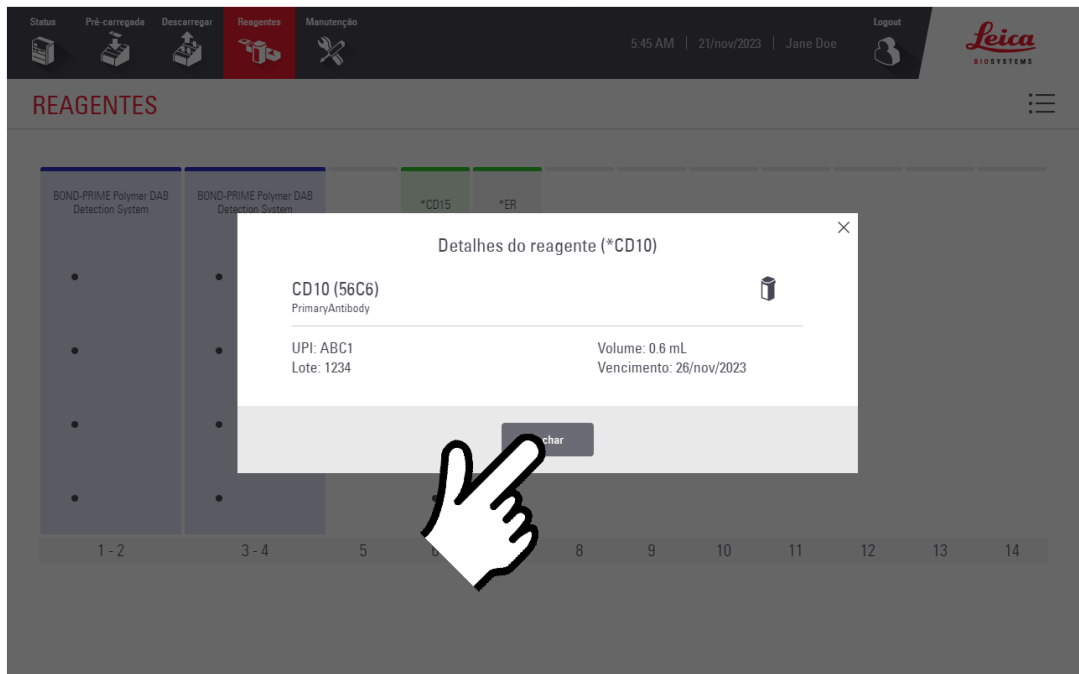 Status Pré-carregada Descarregar Reagentes Manutenção Logout
5:45 AM | 21/nov/2023 | Jane Doe
Leica
BIOSYSTEMS
REAGENTES
BOND-PRIME Polymer DAB
Detection System
BOND-PRIME Polymer DAB
Detection System
*CD15
*ER
Detalhes do reagente (*CD10)
CD10 (56C6)
PrimaryAntibody
UPI: ABC1
Volume: 0.6 mL
Lote: 1234
Vencimento: 26/nov/2023
char
1 - 2 3 - 4 5 8 9 10 11 12 13 14